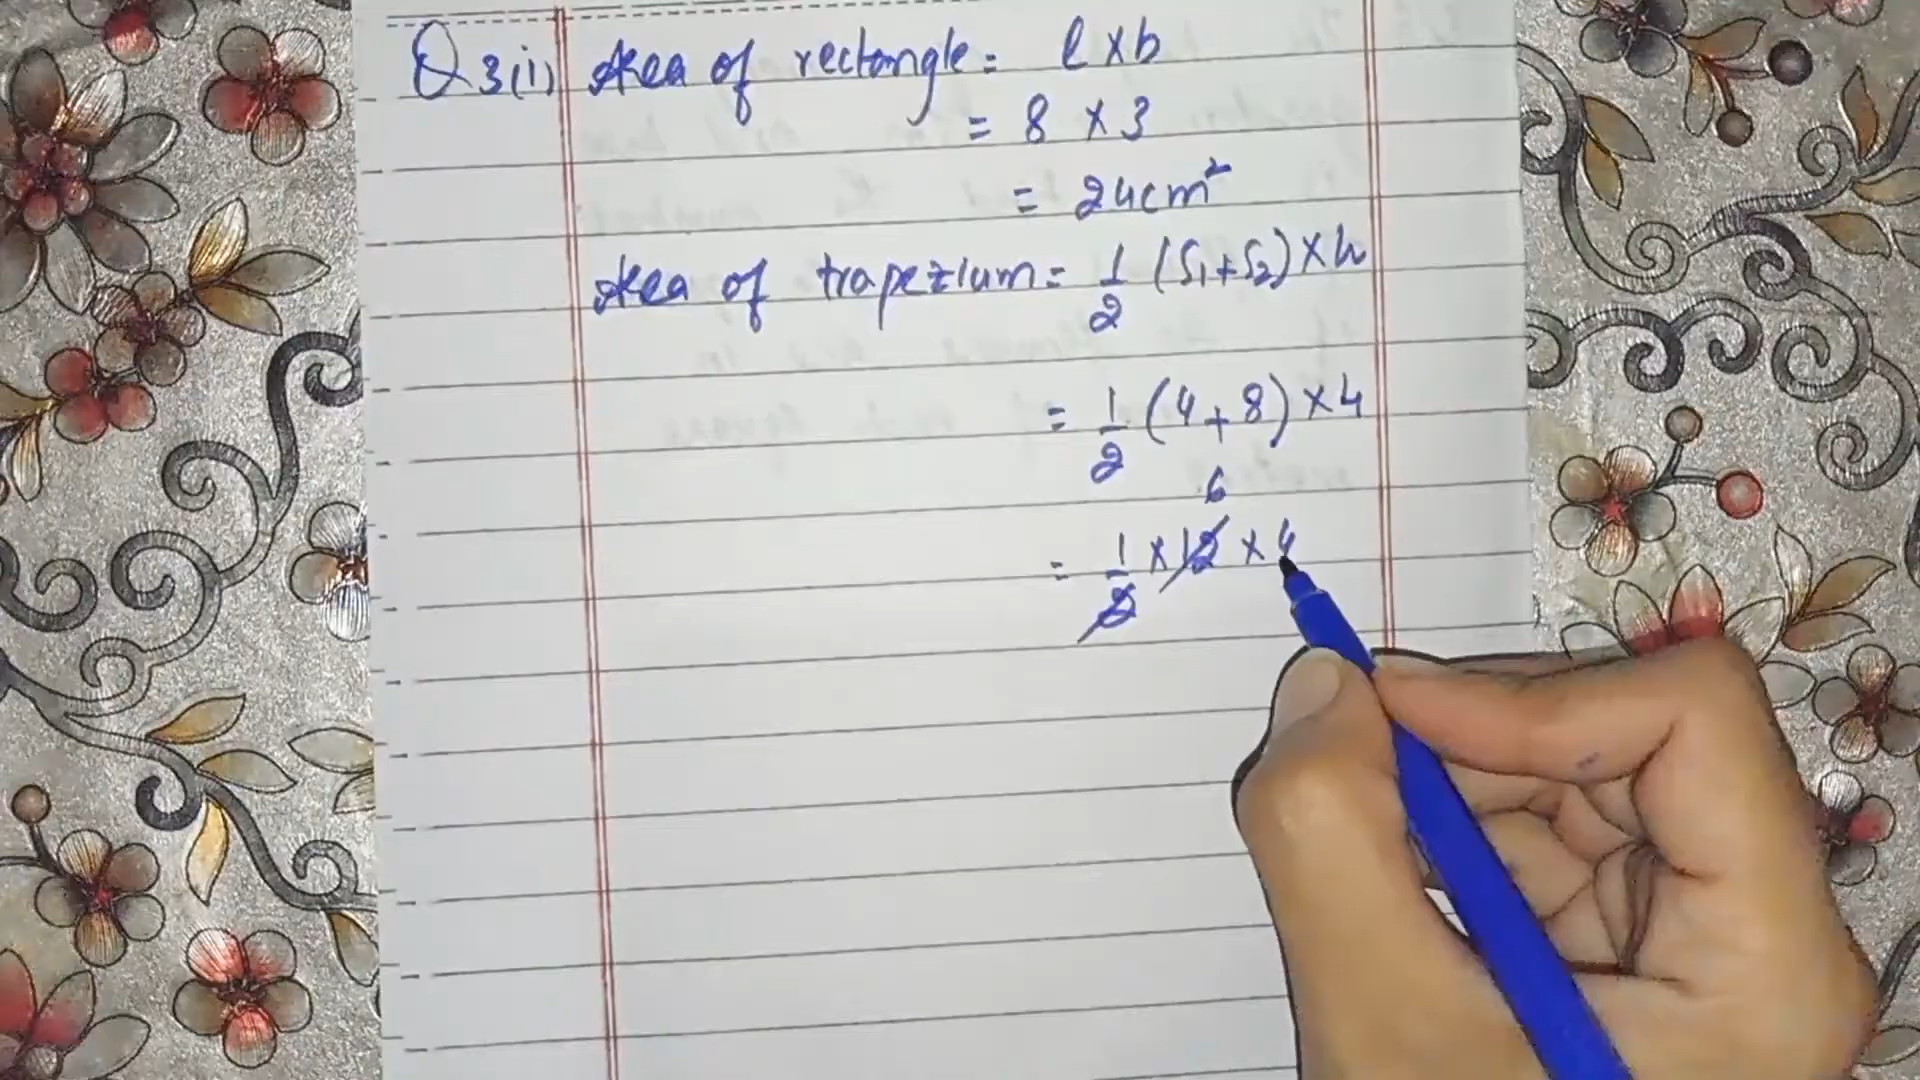 Q3(i) Area of rectangle = l × b
= 8 × 3
= 24cm²
Area of trapezium = 1/2 (S₁+S₂) × h
= 1/2 (4+8) × 4
6
= 1/2 × 12 × 4